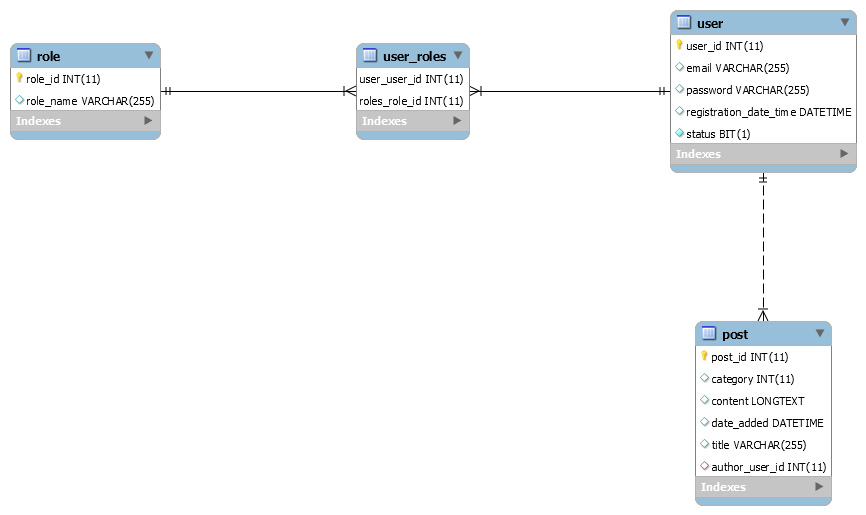 role
role_id INT(11)
role_name VARCHAR(255)
Indexes
user_roles
user_user_id INT(11)
roles_role_id INT(11)
Indexes
user
user_id INT(11)
email VARCHAR(255)
password VARCHAR(255)
registration_date_time DATETIME
status BIT(1)
Indexes
post
post_id INT(11)
category INT(11)
content LONGTEXT
date_added DATETIME
title VARCHAR(255)
author_user_id INT(11)
Indexes